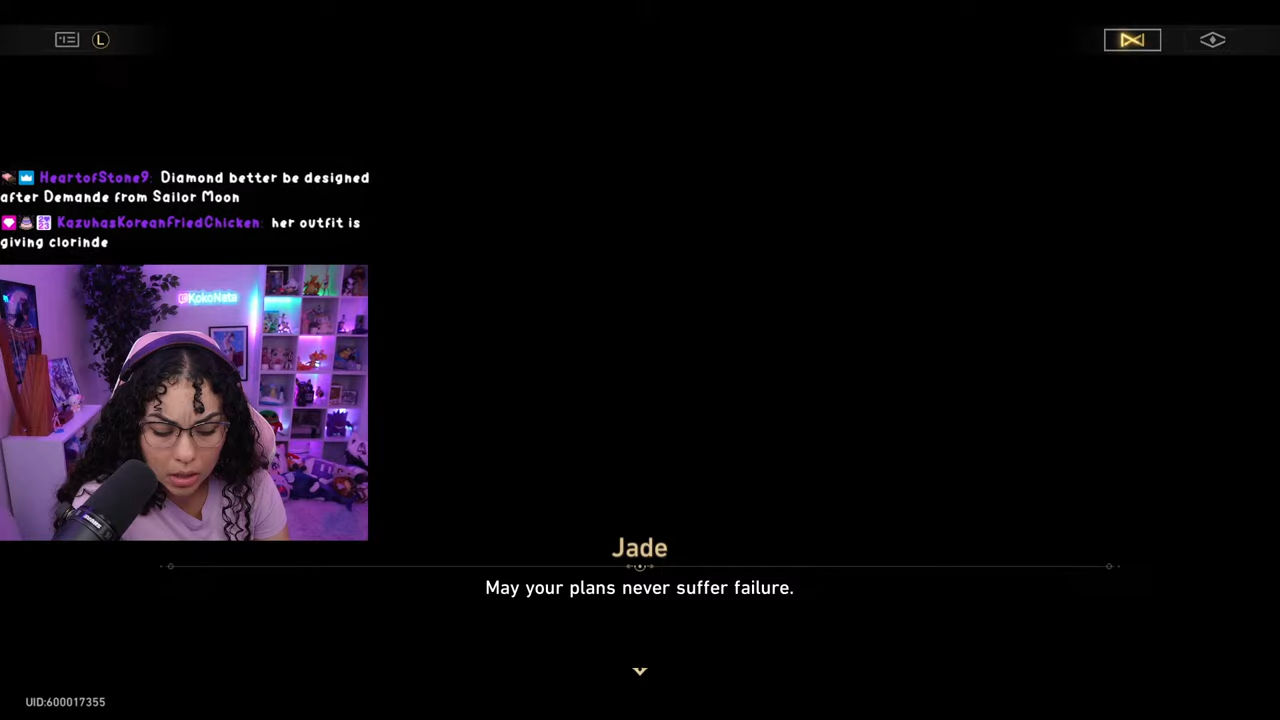 L
HeartofStone9: Diamond better be designed
after Demande from Sailor Moon
KazuhasKoreanFriedChicken: her outfit is
giving clorinde
@KokoNata
Jade
May your plans never suffer failure.
UID:600017355